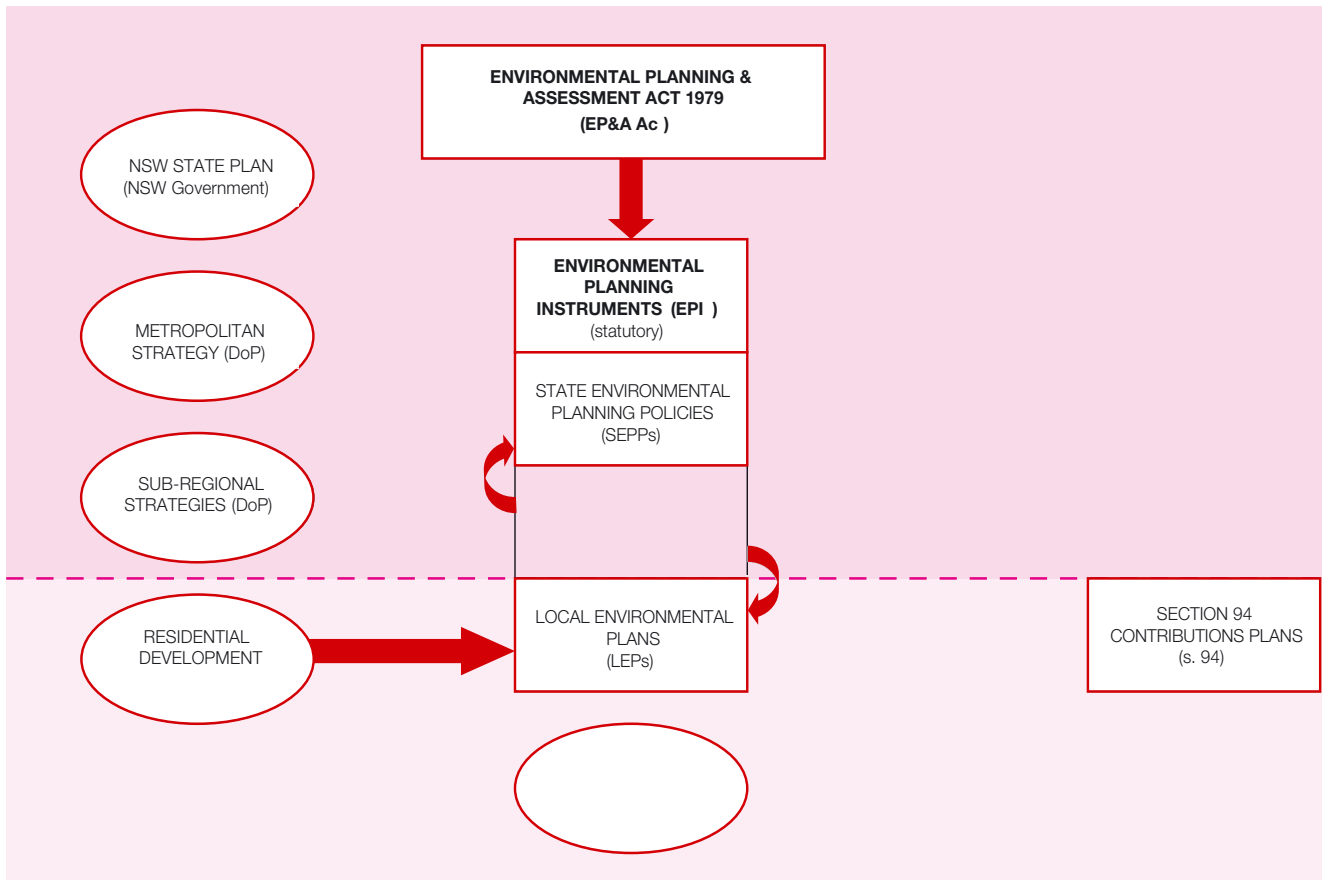 ENVIRONMENTAL PLANNING &
ASSESSMENT ACT 1979
(EP&A Ac )
NSW STATE PLAN
(NSW Government)
ENVIRONMENTAL
PLANNING
INSTRUMENTS (EPI )
(statutory)
METROPOLITAN
STRATEGY (DoP)
STATE ENVIRONMENTAL
PLANNING POLICIES
(SEPPs)
SUB-REGIONAL
STRATEGIES (DoP)
RESIDENTIAL
DEVELOPMENT
LOCAL ENVIRONMENTAL
PLANS
(LEPs)
SECTION 94
CONTRIBUTIONS PLANS
(s. 94)